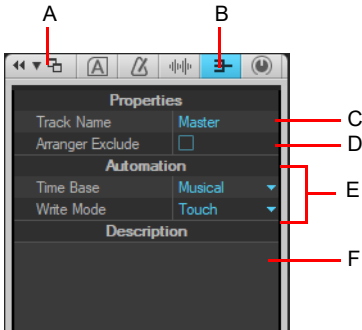 A B
A
Properties
Track Name Master C
Arranger Exclude D
Automation
Time Base Musical E
Write Mode Touch
Description
F